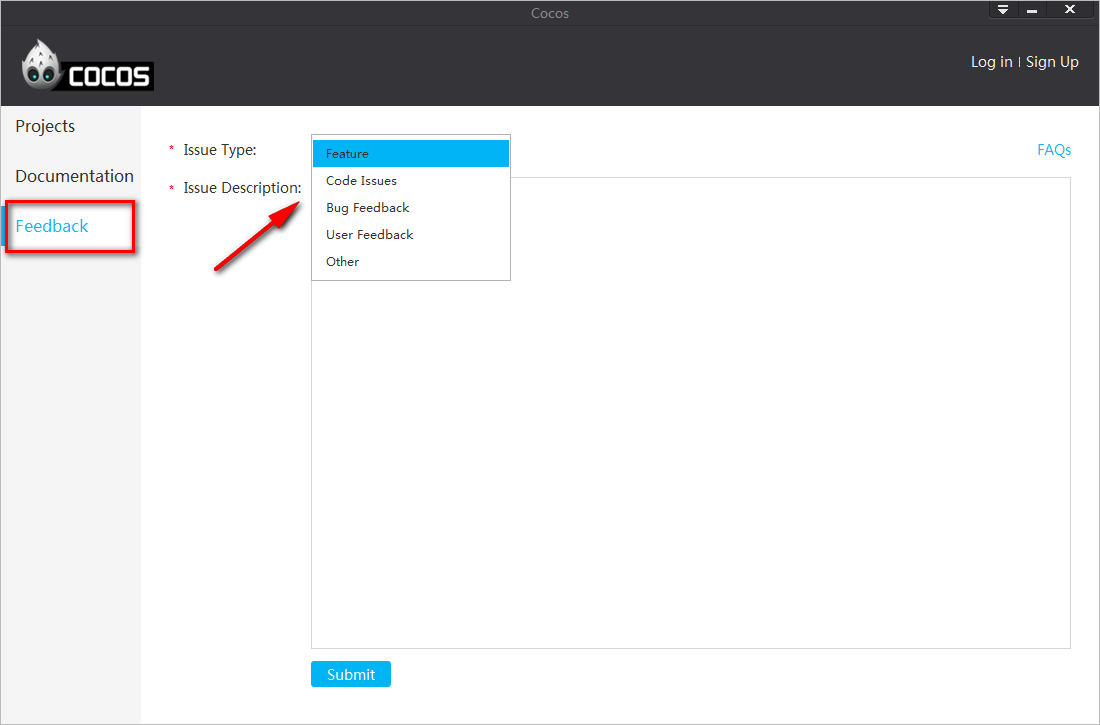 Cocos
COCOS
Log in | Sign Up
Projects
Documentation
Feedback
* Issue Type:
Feature
Code Issues
Bug Feedback
User Feedback
Other
FAQs
* Issue Description:
Submit